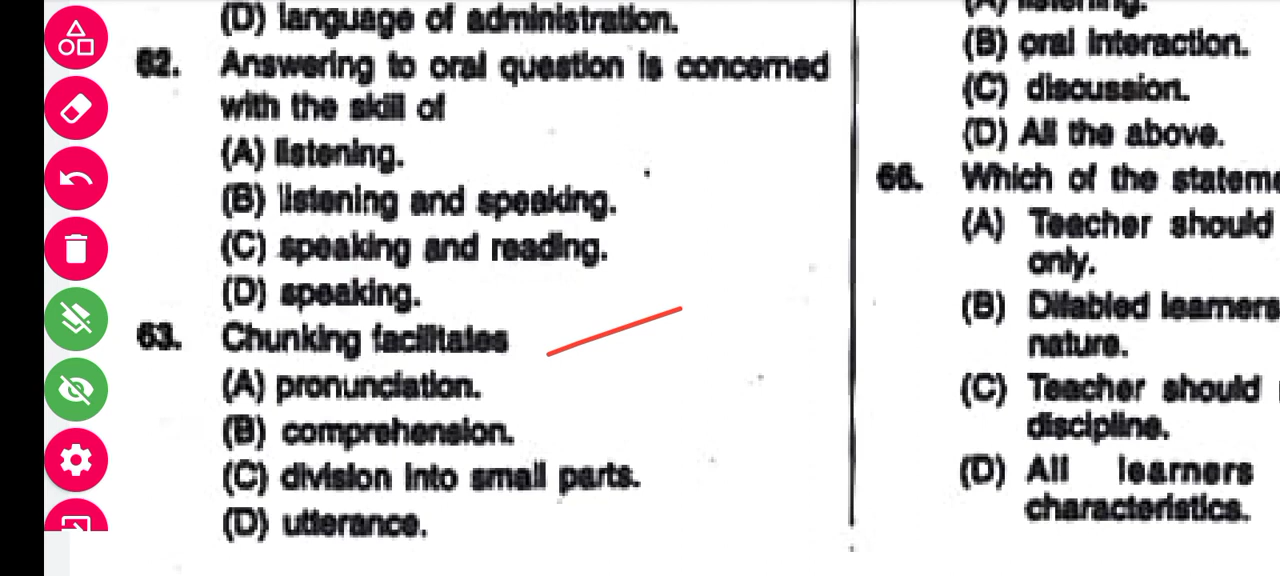 (D) language of administration.
62. Answering to oral question is concerned
with the skill of
(A) listening.
(B) listening and speaking.
(C) speaking and reading.
(D) speaking.
63. Chunking facilitates
(A) pronunciation.
(B) comprehension.
(C) division into small parts.
(D) utterance.
(A) listening.
(B) oral interaction.
(C) discussion.
(D) All the above.
66. Which of the
(A) Teacher should
only.
(B) Dilabled learners
nature.
(C) Teacher should
discipline.
(D) All learners
characteristics.